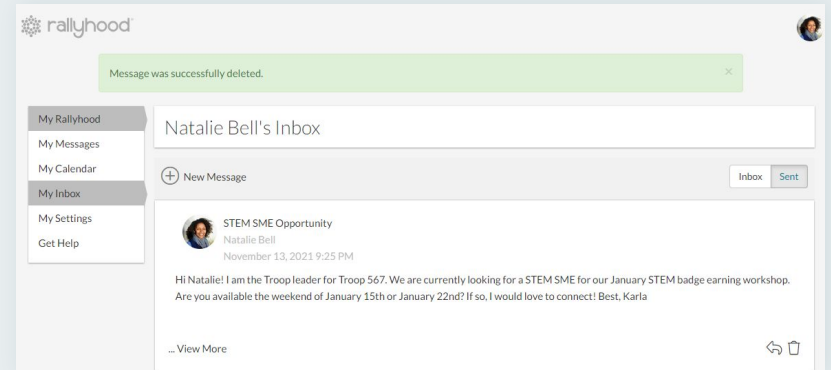 rallyhood
Message was successfully deleted.
×
My Rallyhood
My Messages
My Calendar
My Inbox
My Settings
Get Help
Natalie Bell's Inbox
New Message
Inbox Sent
STEM SME Opportunity
Natalie Bell
November 13, 2021 9:25 PM
Hi Natalie! I am the Troop leader for Troop 567. We are currently looking for a STEM SME for our January STEM badge earning workshop.
Are you available the weekend of January 15th or January 22nd? If so, I would love to connect! Best, Karla
... View More